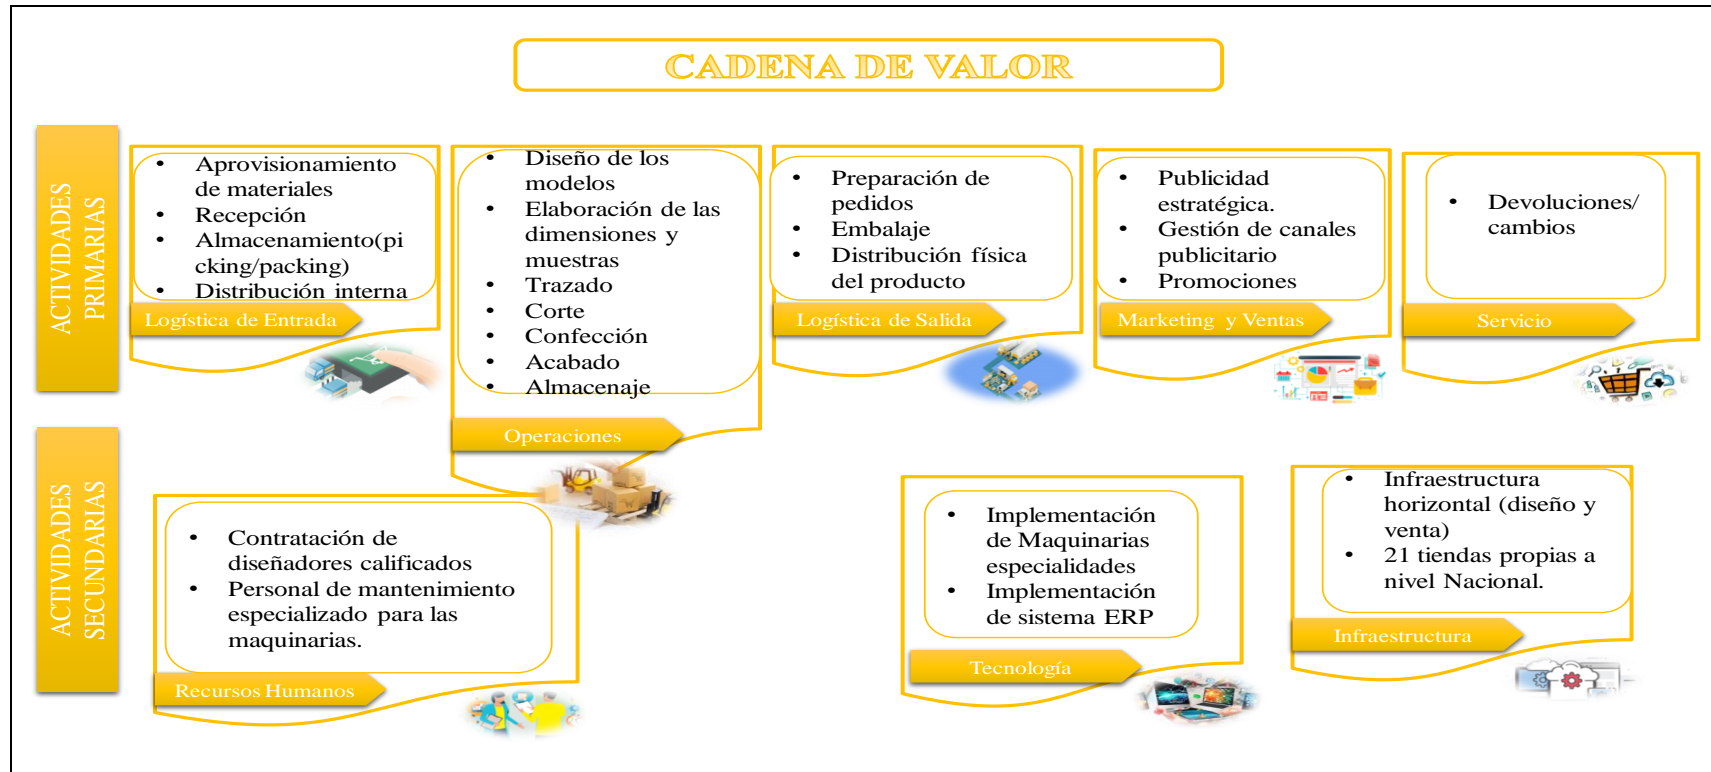 CADENA DE VALOR
ACTIVIDADES
PRIMARIAS
• Aprovisionamiento
de materiales
• Recepción
• Almacenamiento(pi
cking/packing)
• Distribución interna
Logística de Entrada
• Diseño de los
modelos
• Elaboración de las
dimensiones y
muestras
• Trazado
• Corte
• Confección
• Acabado
• Almacenaje
Operaciones
• Preparación de
pedidos
• Embalaje
• Distribución física
del producto
Logística de Salida
• Publicidad
estratégica.
• Gestión de canales
publicitario
• Promociones
Marketing y Ventas
• Devoluciones/
cambios
Servicio
ACTIVIDADES
SECUNDARIAS
• Contratación de
diseñadores calificados
• Personal de mantenimiento
especializado para las
maquinarias.
Recursos Humanos
• Implementación
de Maquinarias
especialidades
• Implementación
de sistema ERP
Tecnología
• Infraestructura
horizontal (diseño y
venta)
• 21 tiendas propias a
nivel Nacional.
Infraestructura